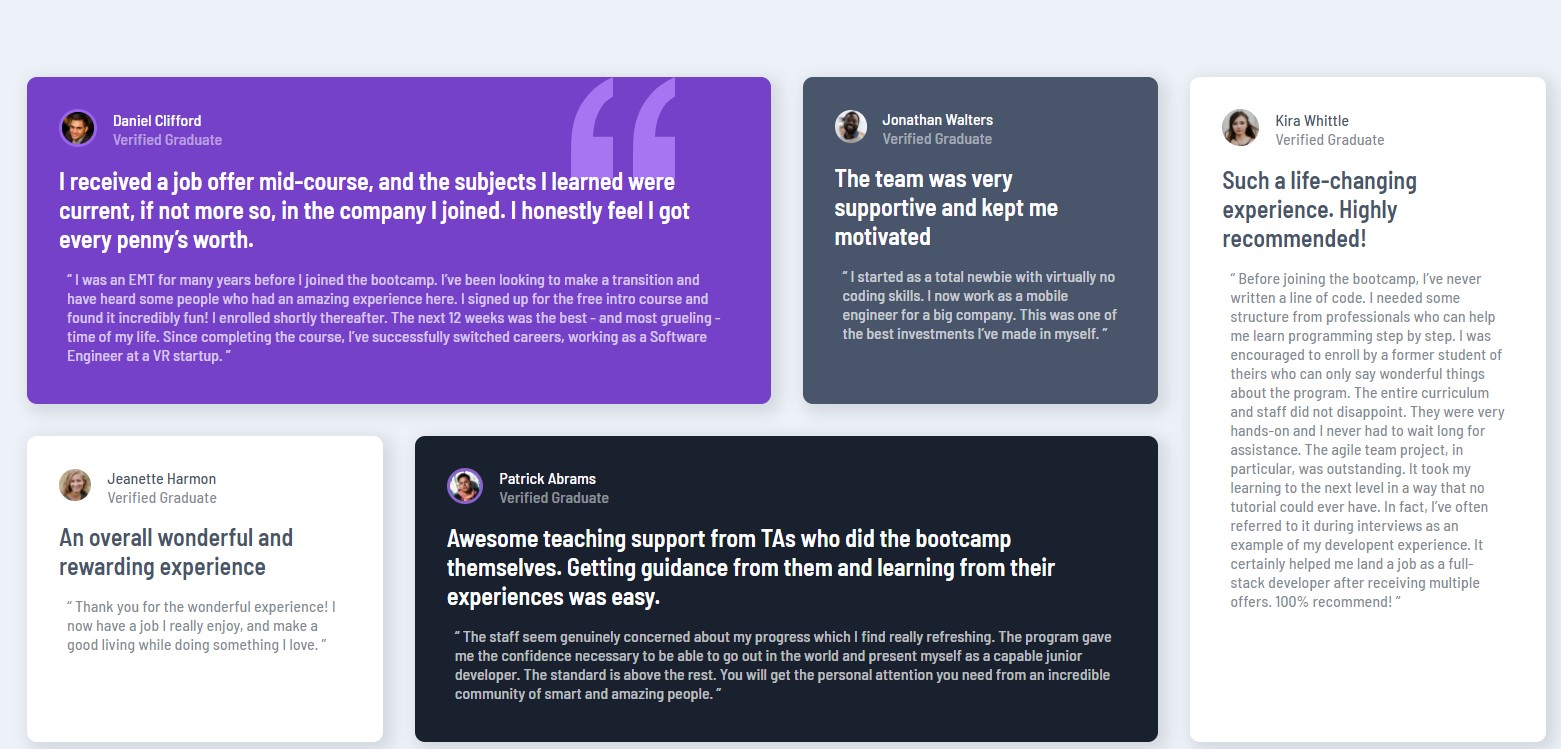 “
Daniel Clifford
Verified Graduate
I received a job offer mid-course, and the subjects I learned were
current, if not more so, in the company I joined. I honestly feel I got
every penny’s worth.
“ I was an EMT for many years before I joined the bootcamp. I’ve been looking to make a transition and
have heard some people who had an amazing experience here. I signed up for the free intro course and
found it incredibly fun! I enrolled shortly thereafter. The next 12 weeks was the best - and most grueling -
time of my life. Since completing the course, I’ve successfully switched careers, working as a Software
Engineer at a VR startup. ”
Jonathan Walters
Verified Graduate
The team was very
supportive and kept me
motivated
“ I started as a total newbie with virtually no
coding skills. I now work as a mobile
engineer for a big company. This was one of
the best investments I’ve made in myself. ”
Kira Whittle
Verified Graduate
Such a life-changing
experience. Highly
recommended!
“ Before joining the bootcamp, I’ve never
written a line of code. I needed some
structure from professionals who can help
me learn programming step by step. I was
encouraged to enroll by a former student of
theirs who can only say wonderful things
about the program. The entire curriculum
and staff did not disappoint. They were very
hands-on and I never had to wait long for
assistance. The agile team project, in
particular, was outstanding. It took my
learning to the next level in a way that no
tutorial could ever have. In fact, I’ve often
referred to it during interviews as an
example of my developent experience. It
certainly helped me land a job as a full-
stack developer after receiving multiple
offers. 100% recommend! ”
Jeanette Harmon
Verified Graduate
An overall wonderful and
rewarding experience
“ Thank you for the wonderful experience! I
now have a job I really enjoy, and make a
good living while doing something I love. ”
Patrick Abrams
Verified Graduate
Awesome teaching support from TAs who did the bootcamp
themselves. Getting guidance from them and learning from their
experiences was easy.
“ The staff seem genuinely concerned about my progress which I find really refreshing. The program gave
me the confidence necessary to be able to go out in the world and present myself as a capable junior
developer. The standard is above the rest. You will get the personal attention you need from an incredible
community of smart and amazing people. ”